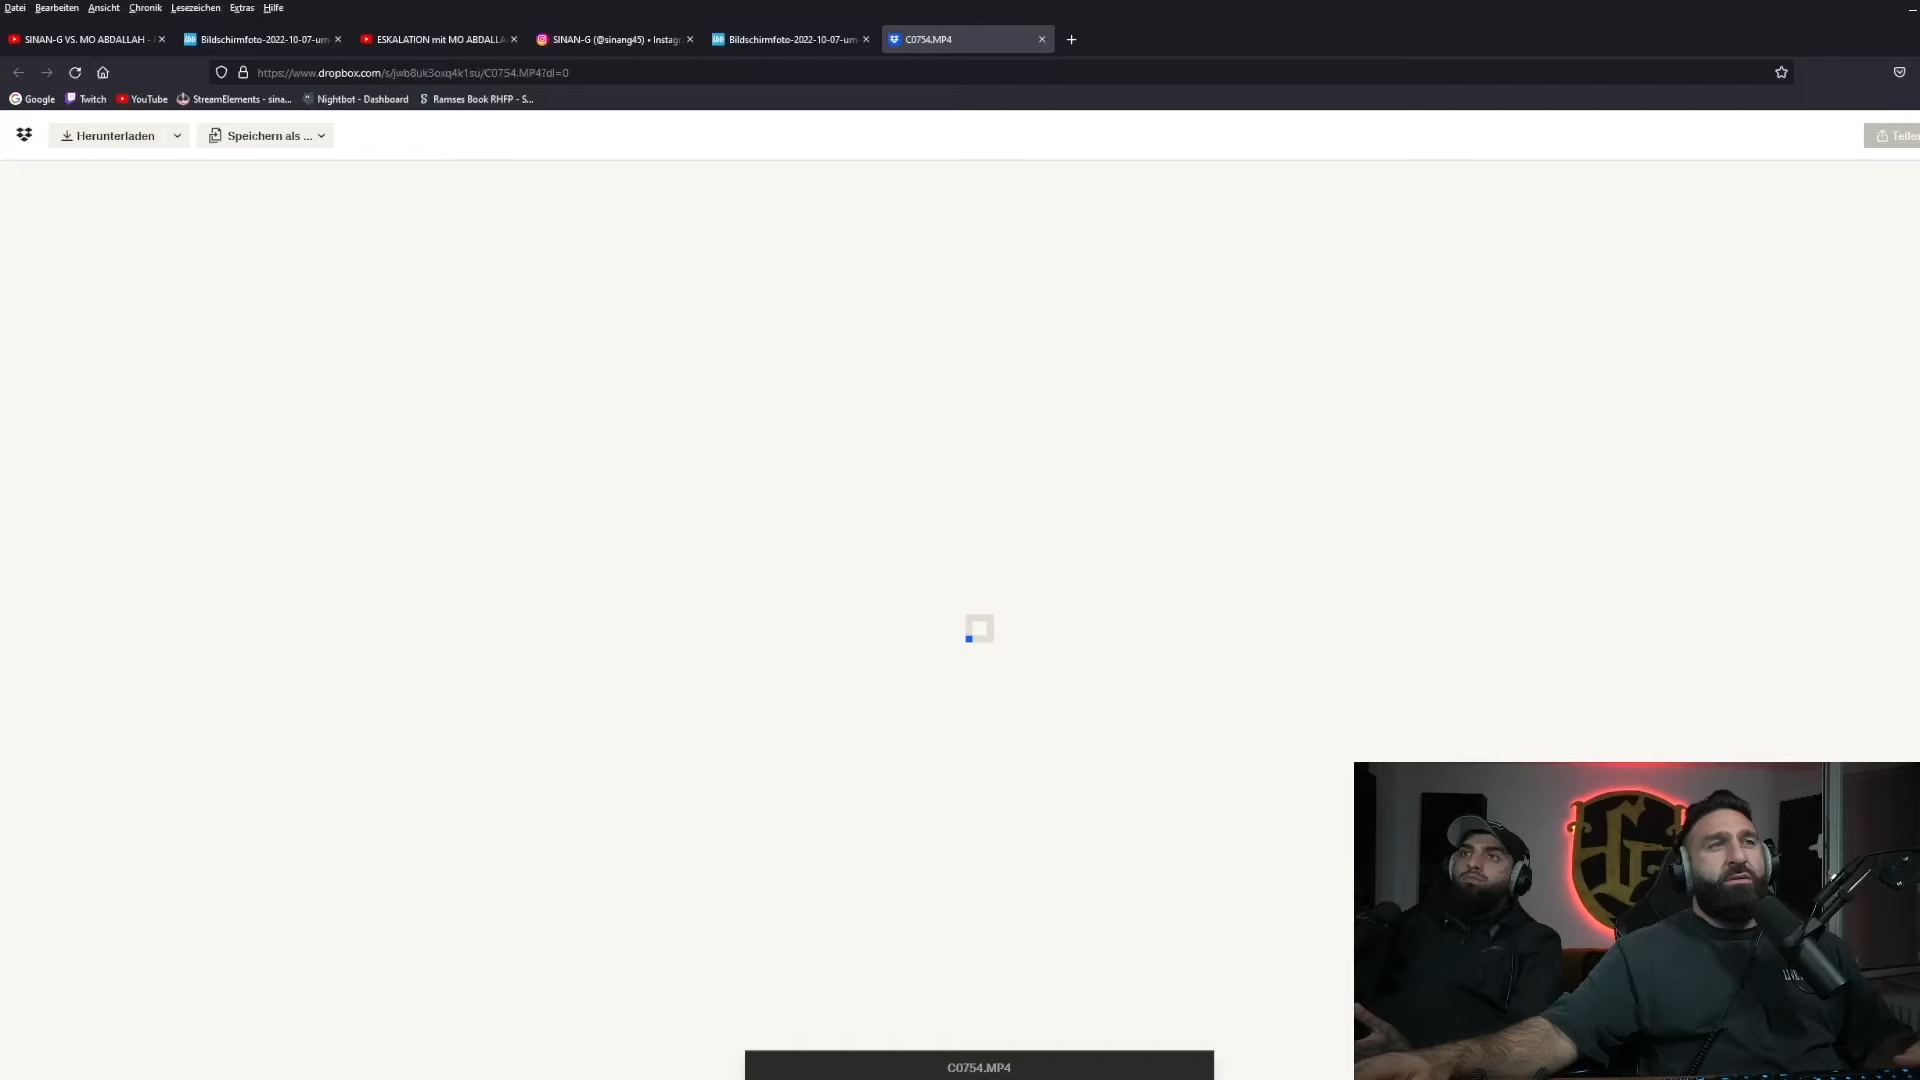 Datei Bearbeiten Ansicht Chronik Lesezeichen Extras Hilfe
SINAN-G VS. MO ABDALLAH - Bildschirmfoto-2022-10-07-um- ESKALATION mit MO ABDALLA SINAN-G (@sinang45) • Instag Bildschirmfoto-2022-10-07-um- C0754.MP4
https://www.dropbox.com/s/jwb8uk3oxq4k1su/C0754.MP4?dl=0
Google Twitch YouTube StreamElements - sina... Nightbot - Dashboard Ramses Book RHFP - S...
Herunterladen Speichern als ... Teilen
C0754.MP4